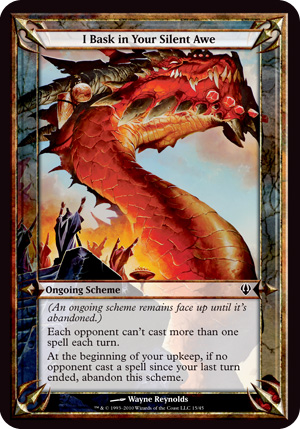 I Bask in Your Silent Awe
Ongoing Scheme
(An ongoing scheme remains face up until it's
abandoned.)
Each opponent can't cast more than one
spell each turn.
At the beginning of your upkeep, if no
opponent cast a spell since your last turn
ended, abandon this scheme.
Wayne Reynolds
™ & © 1993-2010 Wizards of the Coast LLC 15/45